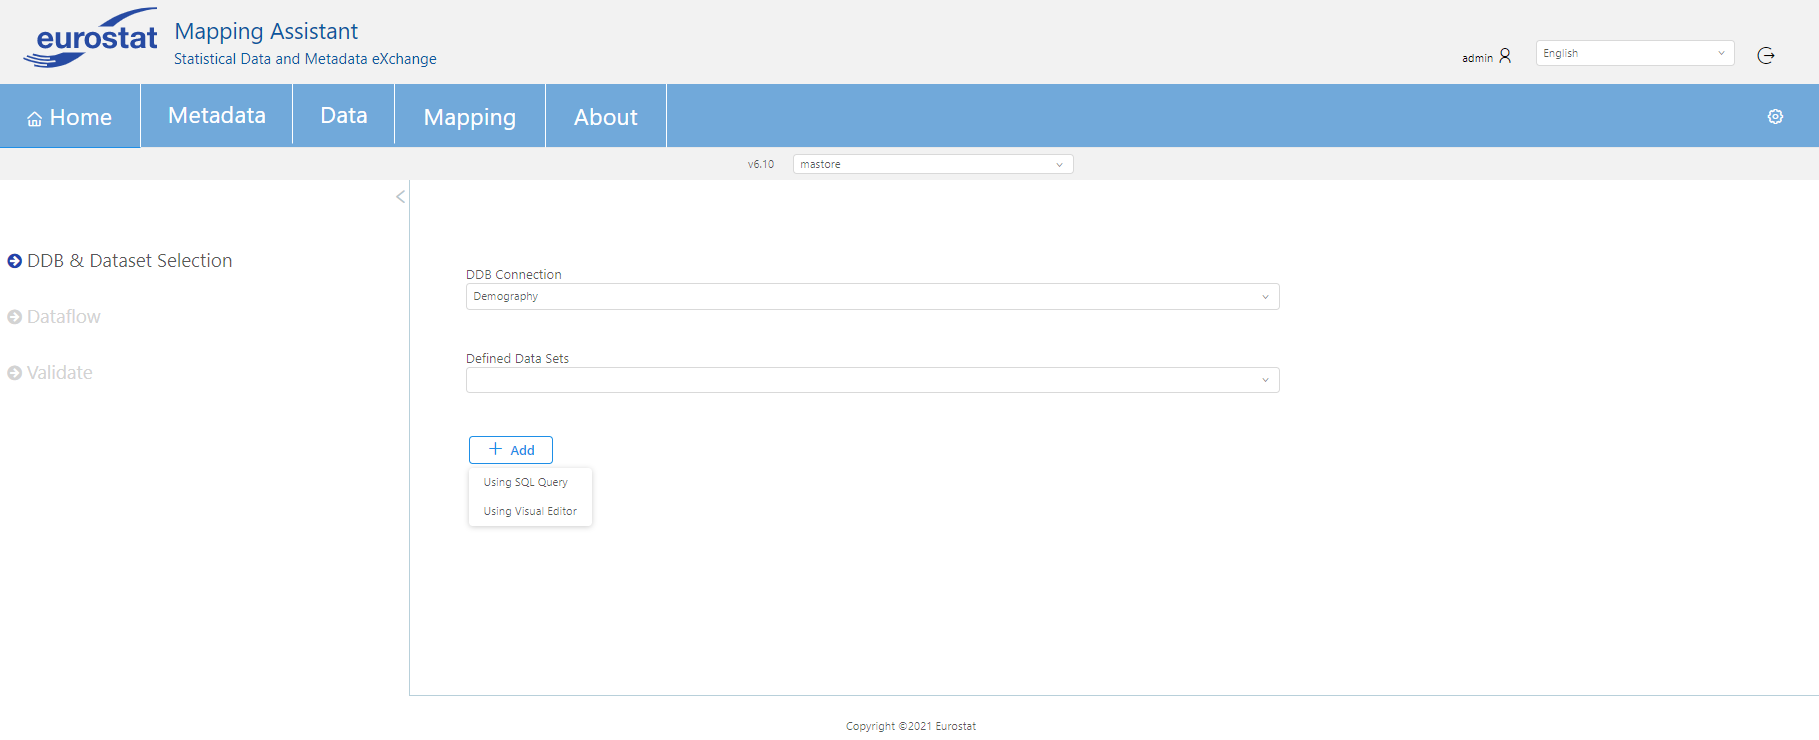 eurostat
Mapping Assistant
Statistical Data and Metadata eXchange
admin
English
Home
Metadata
Data
Mapping
About
v6.10
mastore
DDB & Dataset Selection
Dataflow
Validate
DDB Connection
Demography
Defined Data Sets
Add
Using SQL Query
Using Visual Editor
Copyright ©2021 Eurostat